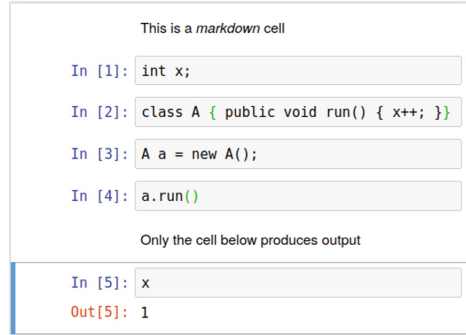 This is a markdown cell
In [1]: int x;
In [2]: class A { public void run() { x++; }}
In [3]: A a = new A();
In [4]: a.run()
Only the cell below produces output
In [5]: x
Out[5]: 1